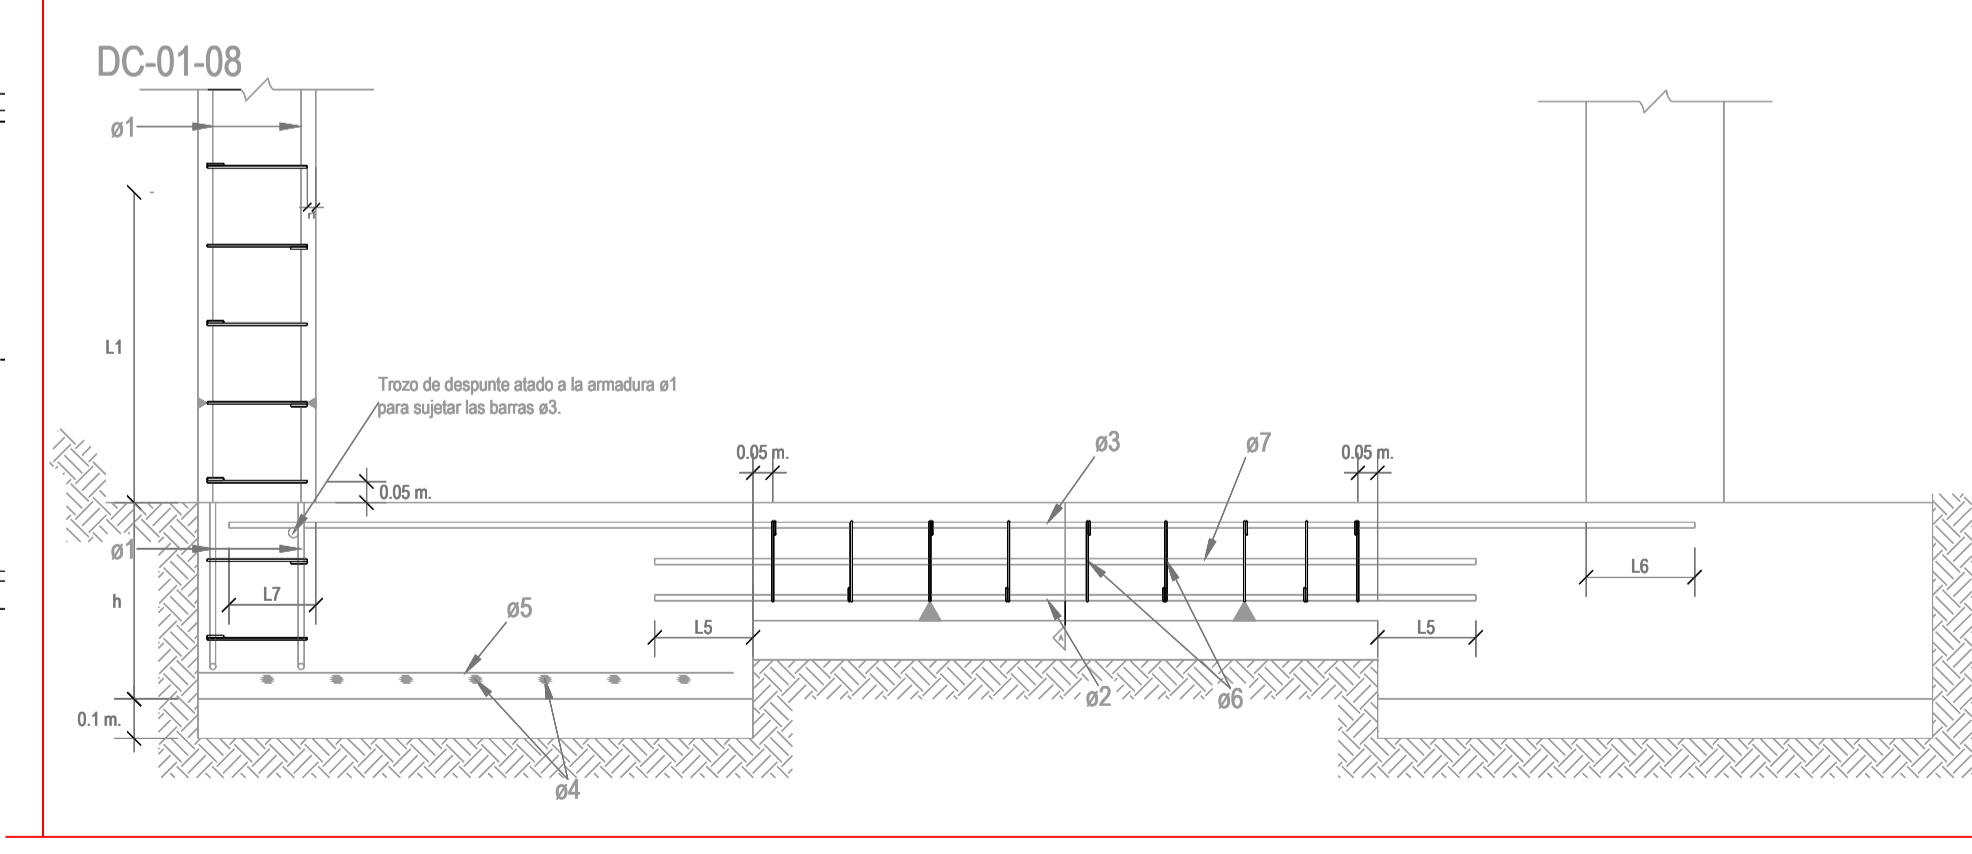 DC-01-08
ø1
r1
L1
Trozo de despunte atado a la armadura ø1
para sujetar las barras ø3.
0.05 m.
0.05 m.
ø3
ø7
0.05 m.
ø1
h
L7
ø5
L5
A
L5
L6
ø2
ø6
0.1 m.
ø4